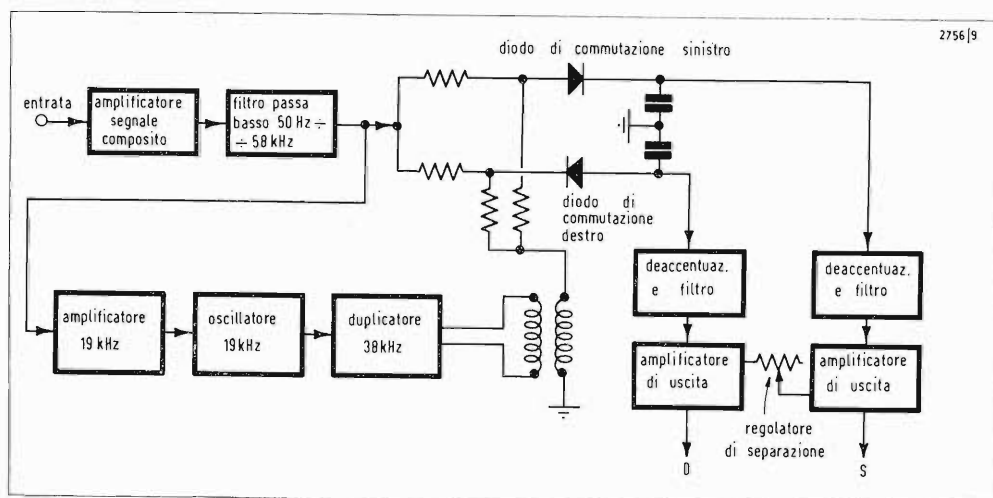 2756/9
diodo di commutazione sinistro
entrata
amplificatore
segnale
composito
filtro passa
basso 50 Hz ÷
÷ 58 kHz
diodo di
commutazione
destro
deaccentuaz.
e filtro
deaccentuaz.
e filtro
amplificatore
19 kHz
oscillatore
19 kHz
duplicatore
38 kHz
amplificatore
di uscita
amplificatore
di uscita
regolatore
di separazione
D
S